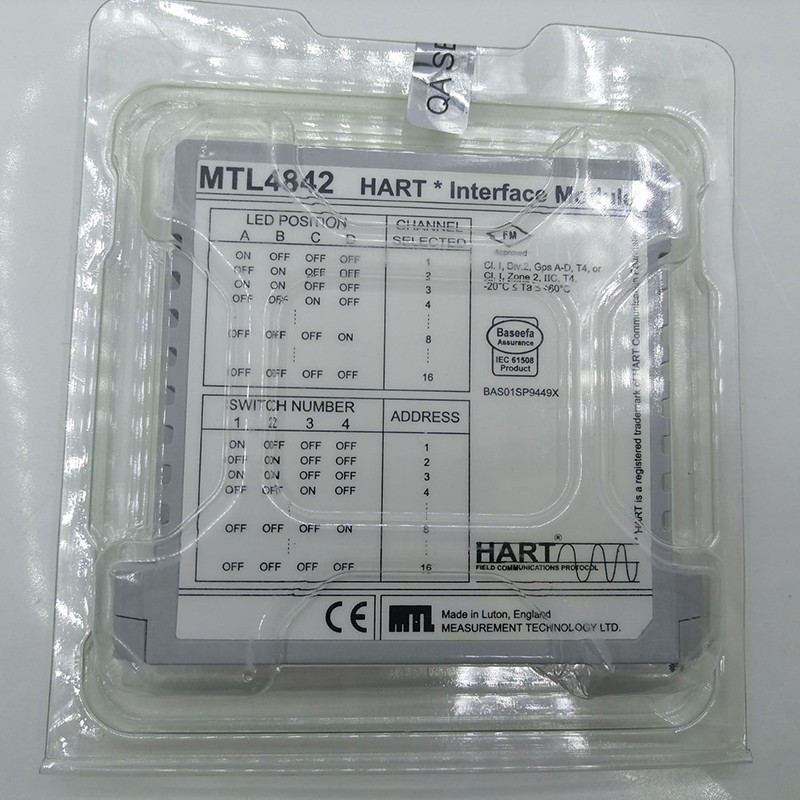 QA SE
MTL4842 HART * Interface Module
LED POSITION CHANNEL SELECTED
A B C D
ON OFF OFF OFF 1
OFF ON OFF OFF 2
ON ON OFF OFF 3
OFF OFF ON OFF 4
OFF OFF OFF ON 8
OFF OFF OFF OFF 16
FM
Approved
Cl. I, Div.2, Gps A-D, T4, or
Cl. I, Zone 2, IIC, T4,
-20°C ≤ Ta ≤ +60°C
Baseefa
Assurance
IEC 61508
Product
BAS01SP9449X
SWITCH NUMBER ADDRESS
1 2 3 4
ON OFF OFF OFF 1
OFF ON OFF OFF 2
ON ON OFF OFF 3
OFF OFF ON OFF 4
OFF OFF OFF ON 8
OFF OFF OFF OFF 16
HART®
FIELD COMMUNICATIONS PROTOCOL
* HART is a registered trademark of HART Communication
CE MTL Made in Luton, England
MEASUREMENT TECHNOLOGY LTD.